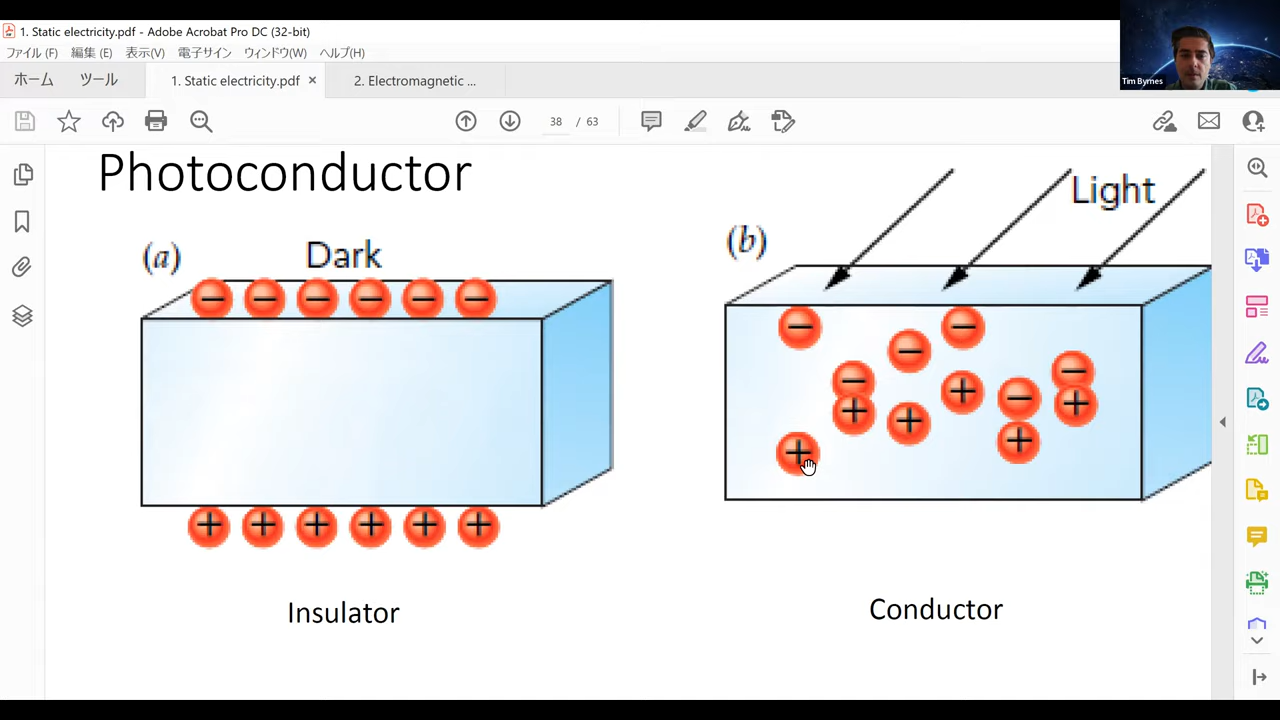 1. Static electricity.pdf - Adobe Acrobat Pro DC (32-bit)
ファイル (F) 編集 (E) 表示(V) 電子サイン ウィンドウ(W) ヘルプ(H)
ホーム ツール 1. Static electricity.pdf × 2. Electromagnetic ...
38 / 63
Tim Byrnes
Photoconductor
(a) Dark
(b) Light
− − − − − −
+ + + + + +
− − − − − −
+ + + + + +
Insulator
Conductor